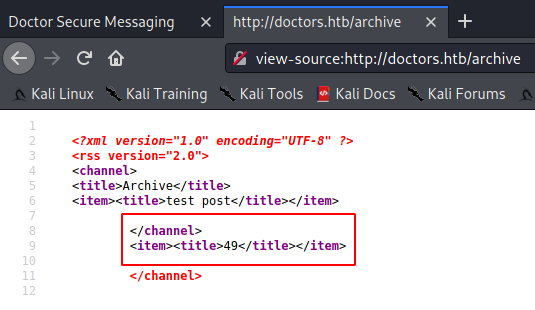 Doctor Secure Messaging
http://doctors.htb/archive
view-source:http://doctors.htb/archive
Kali Linux Kali Training Kali Tools Kali Docs Kali Forums
1
2 <?xml version="1.0" encoding="UTF-8" ?>
3 <rss version="2.0">
4 <channel>
5 <title>Archive</title>
6 <item><title>test post</title></item>
7
8 </channel>
9 <item><title>49</title></item>
10
11 </channel>
12